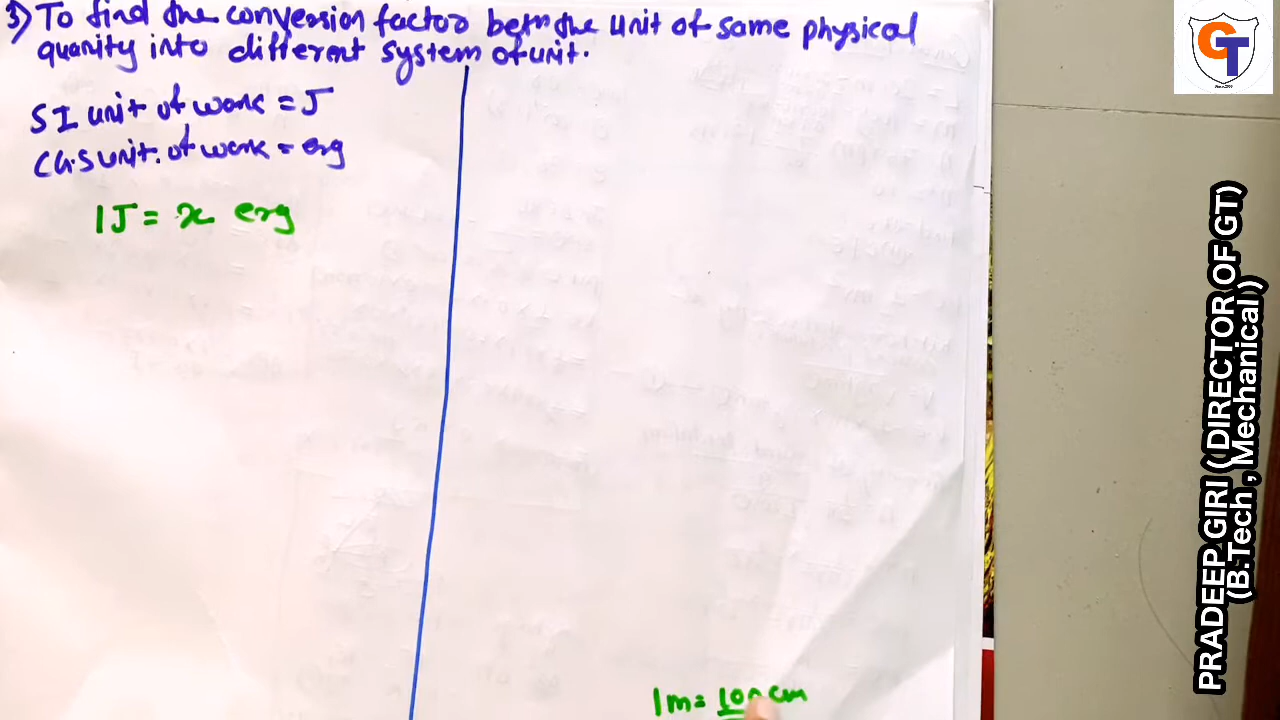 3) To find the conversion factor betn the unit of same physical
quanity into different system of unit.
SI unit of work = J
CG.S unit. of work = erg
1J = x erg
1m = 100 cm
GT
PRADEEP GIRI ( DIRECTOR OF GT)
(B.Tech , Mechanical )